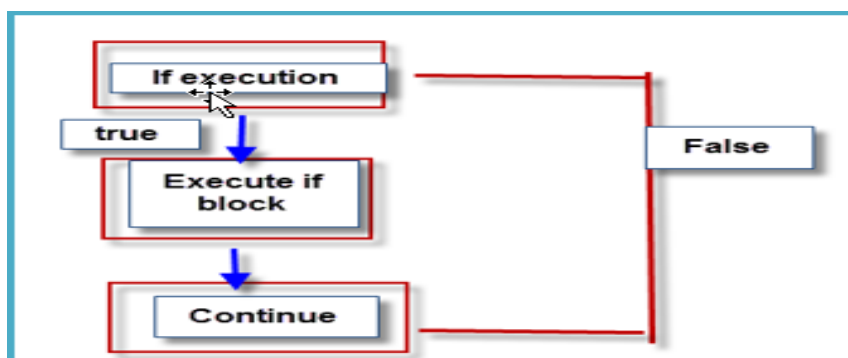 If execution
true
False
Execute if
block
Continue